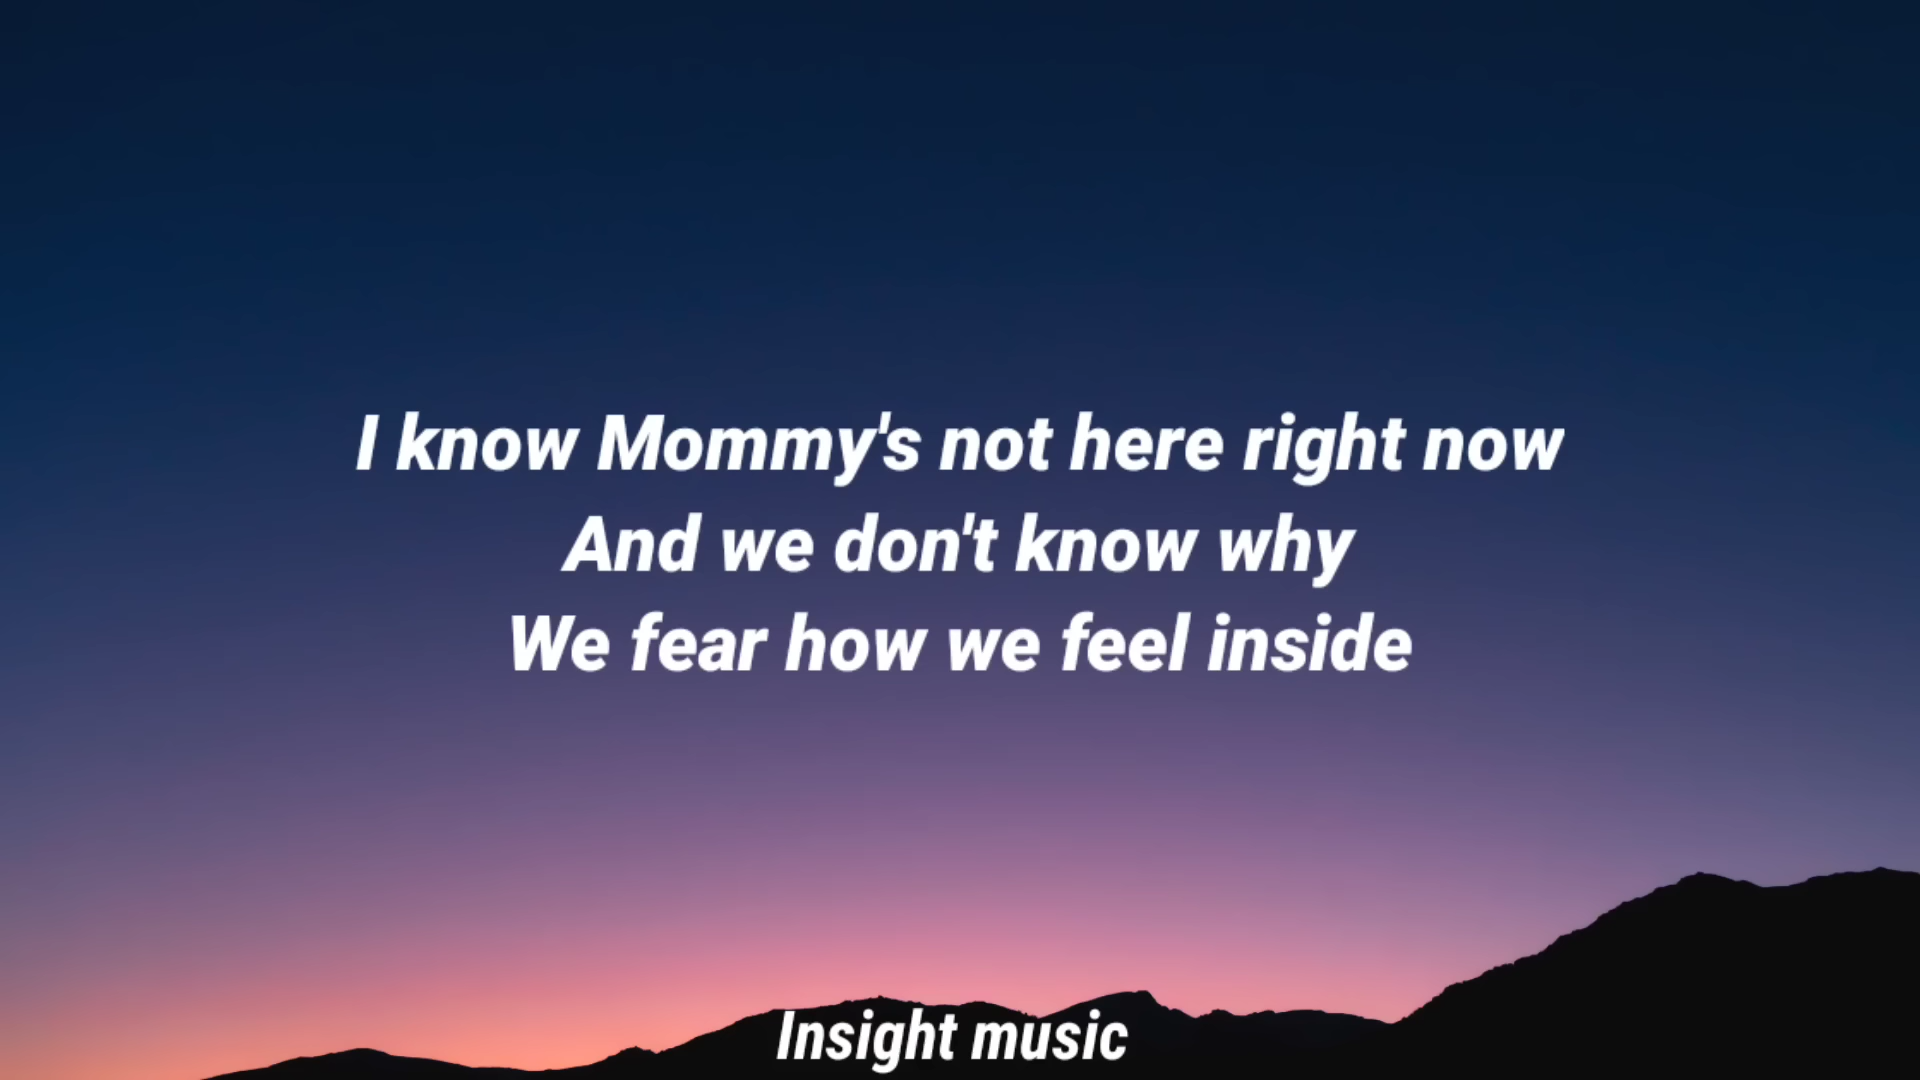 I know Mommy's not here right now
And we don't know why
We fear how we feel inside
Insight music